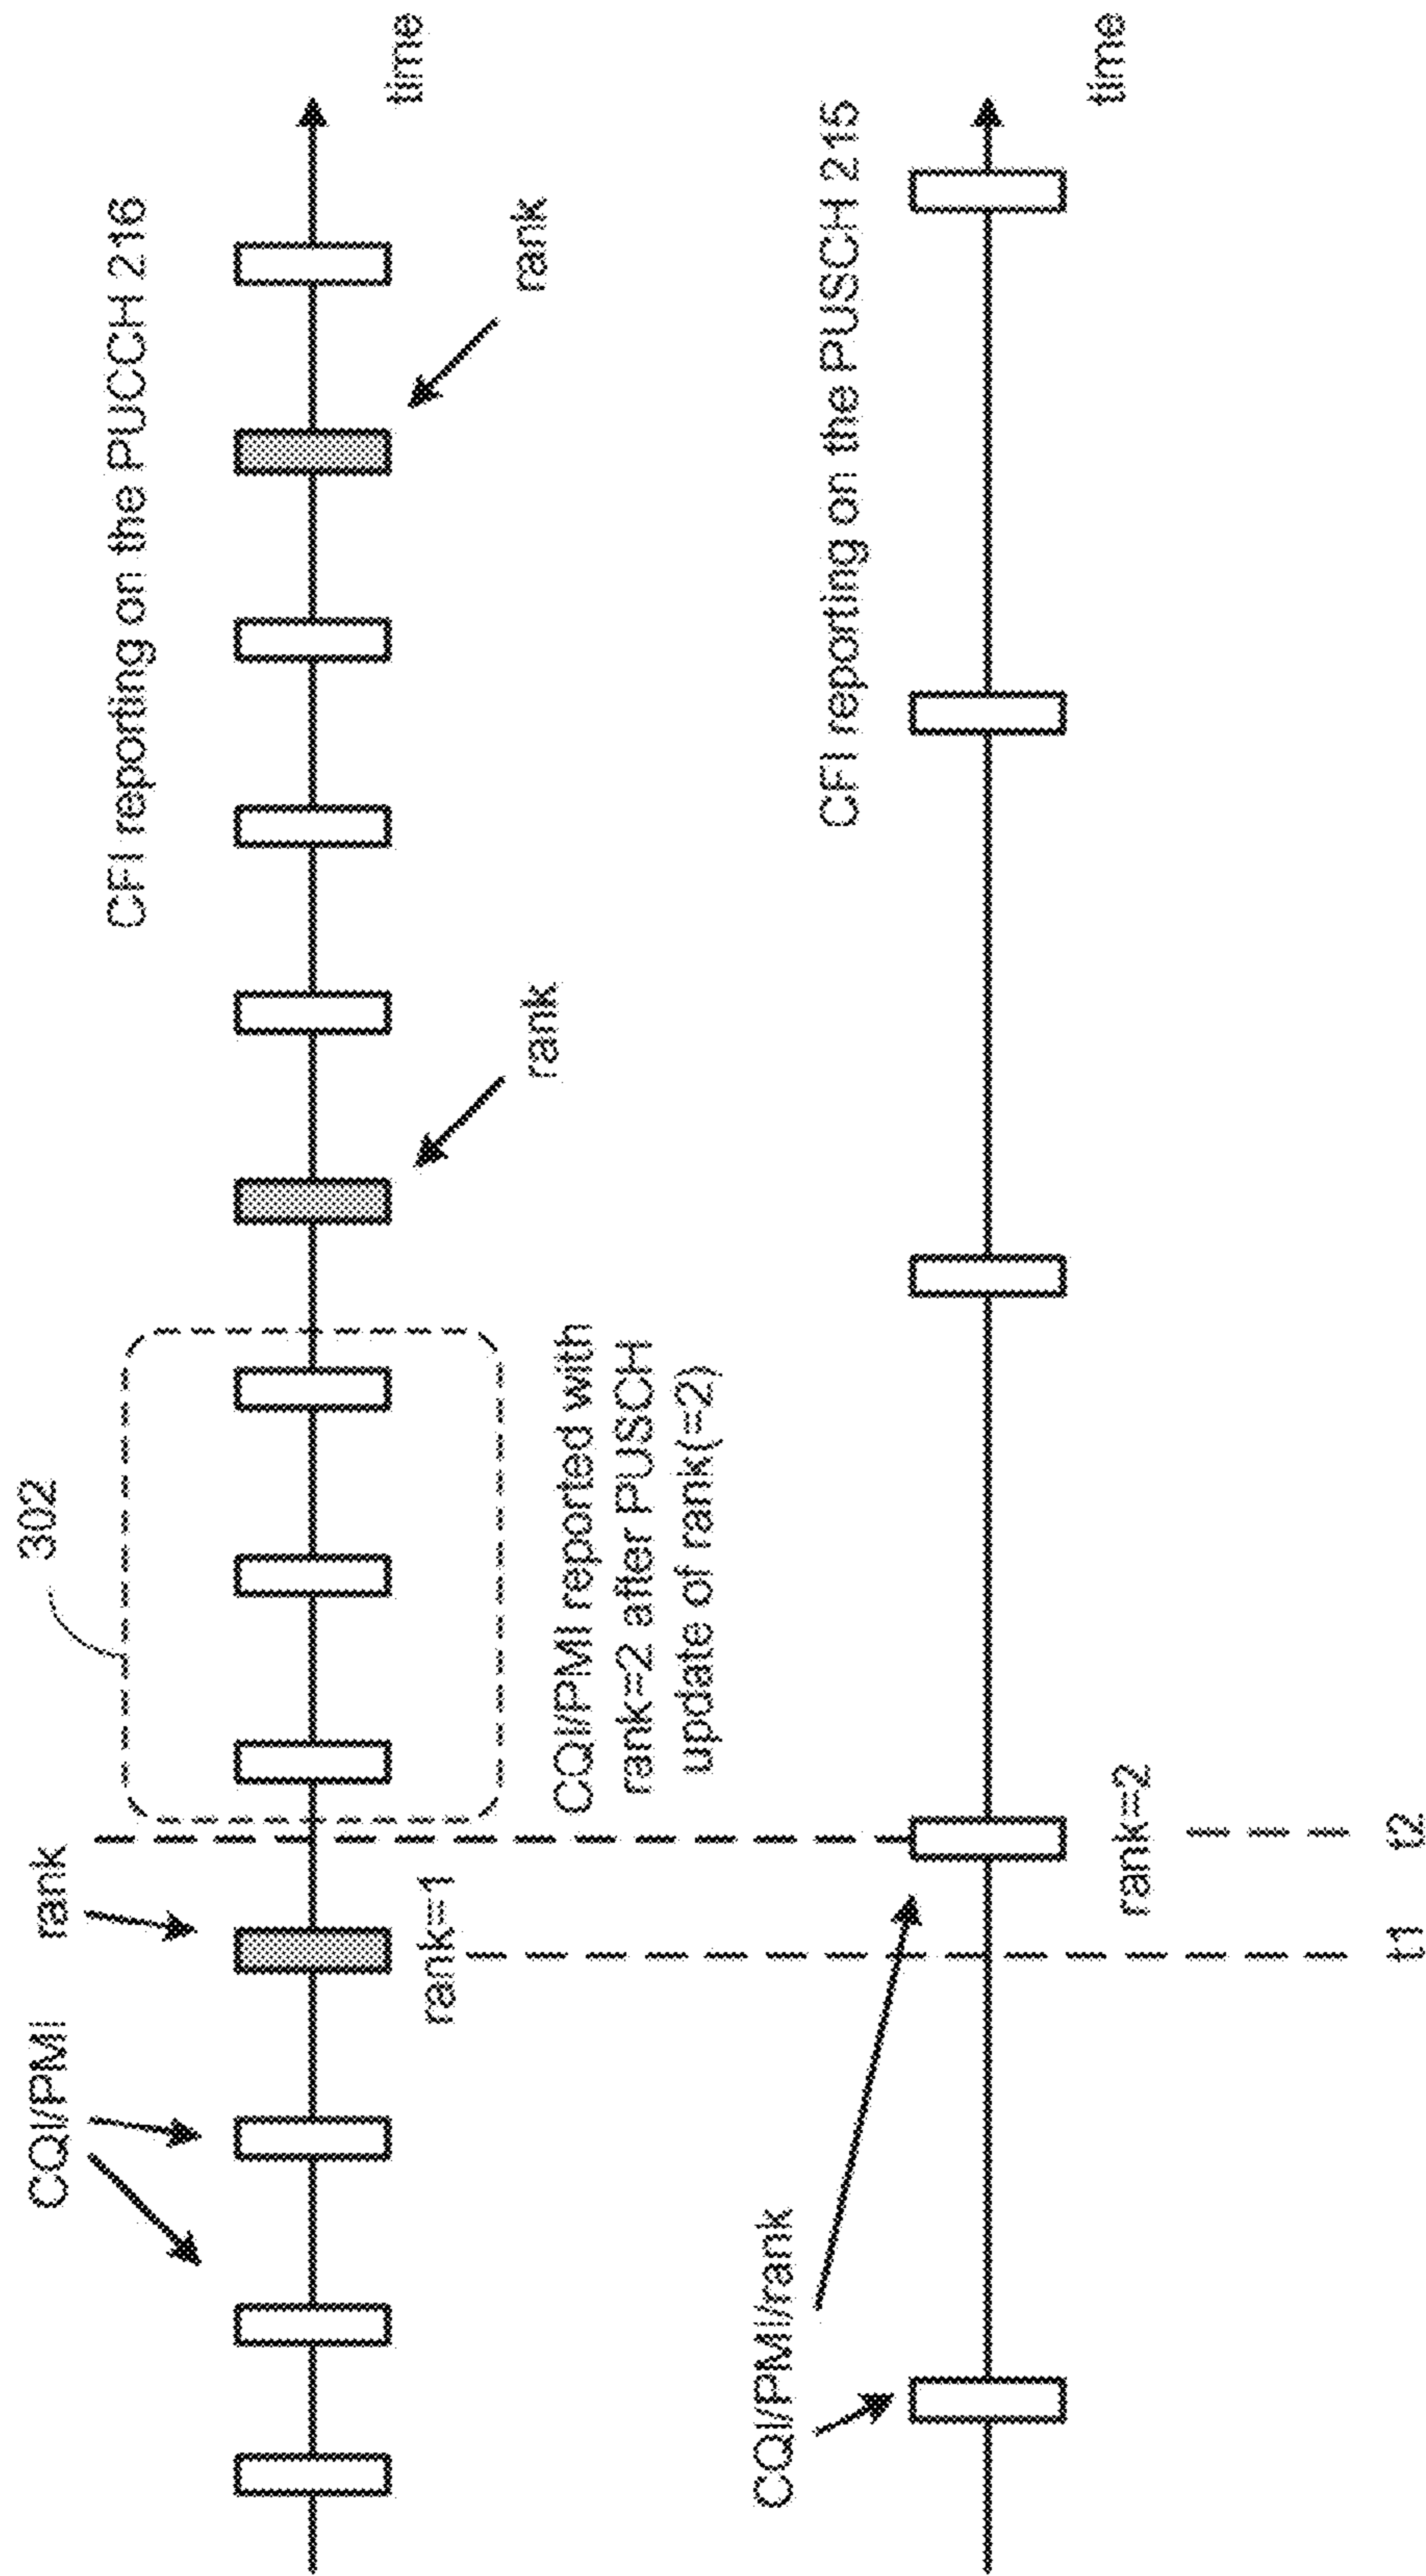 302
CFI reporting on the PUCCH 216
CQI/PMI
rank
time
rank=1
rank
rank
CQI/PMI reported with
rank=2 after PUSCH
update of rank(=2)
CFI reporting on the PUSCH 215
CQI/PMI/rank
time
rank=2
t1
t2